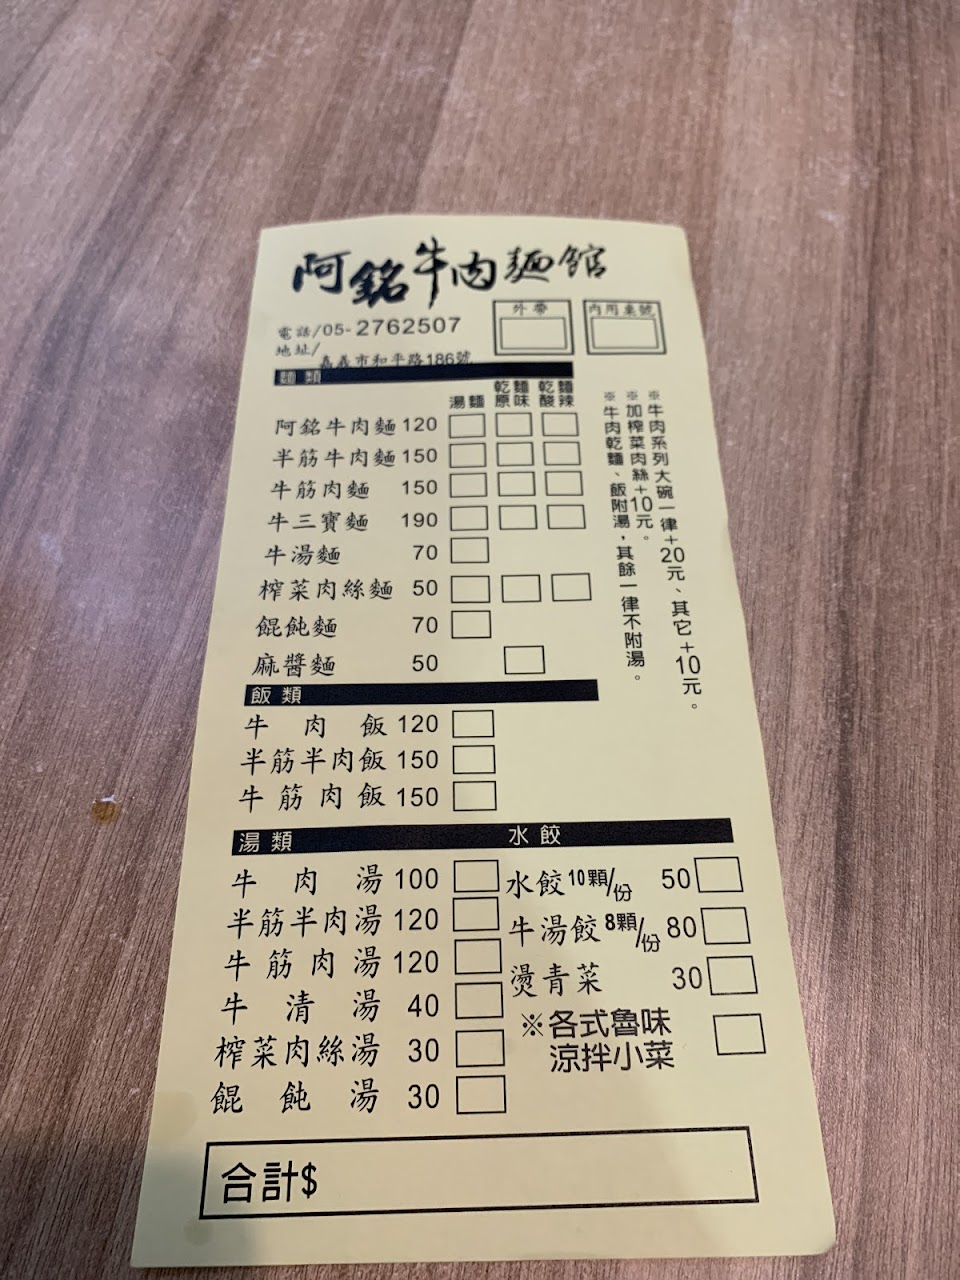 阿銘牛肉麵館
外帶 內用桌號
電話/05-2762507
地址/嘉義市和平路186號
麵類
湯麵 乾麵原味 乾麵酸辣
阿銘牛肉麵 120
半筋牛肉麵 150
牛筋肉麵 150
牛三寶麵 190
牛湯麵 70
榨菜肉絲麵 50
餛飩麵 70
麻醬麵 50
※牛肉系列大碗一律+20元、其它+10元。
※加榨菜肉絲+10元。
※牛肉乾麵、飯附湯,其餘一律不附湯。
飯類
牛肉飯 120
半筋半肉飯 150
牛筋肉飯 150
湯類 水餃
牛肉湯 100
半筋半肉湯 120
牛筋肉湯 120
牛清湯 40
榨菜肉絲湯 30
餛飩湯 30
水餃10顆/份 50
牛湯餃8顆/份 80
燙青菜 30
※各式魯味
涼拌小菜
合計$